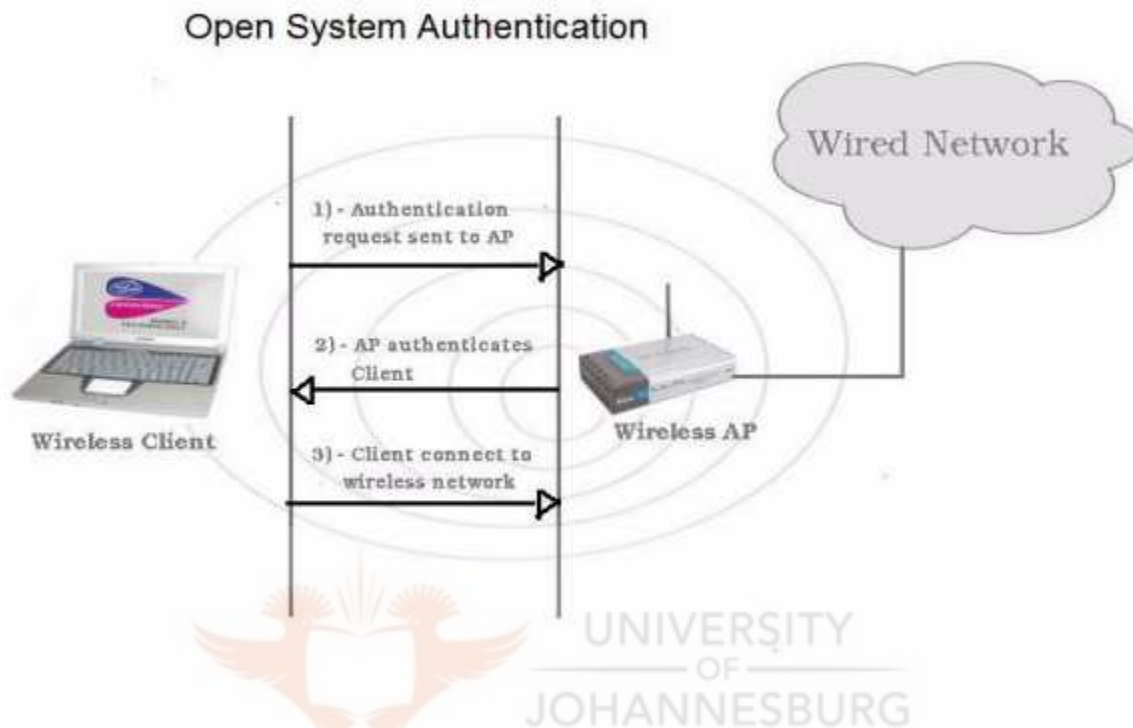 Open System Authentication
Wired Network
1) - Authentication
request sent to AP
2) - AP authenticates
Client
Wireless AP
Wireless Client
3) - Client connect to
wireless network
UNIVERSITY
OF
JOHANNESBURG